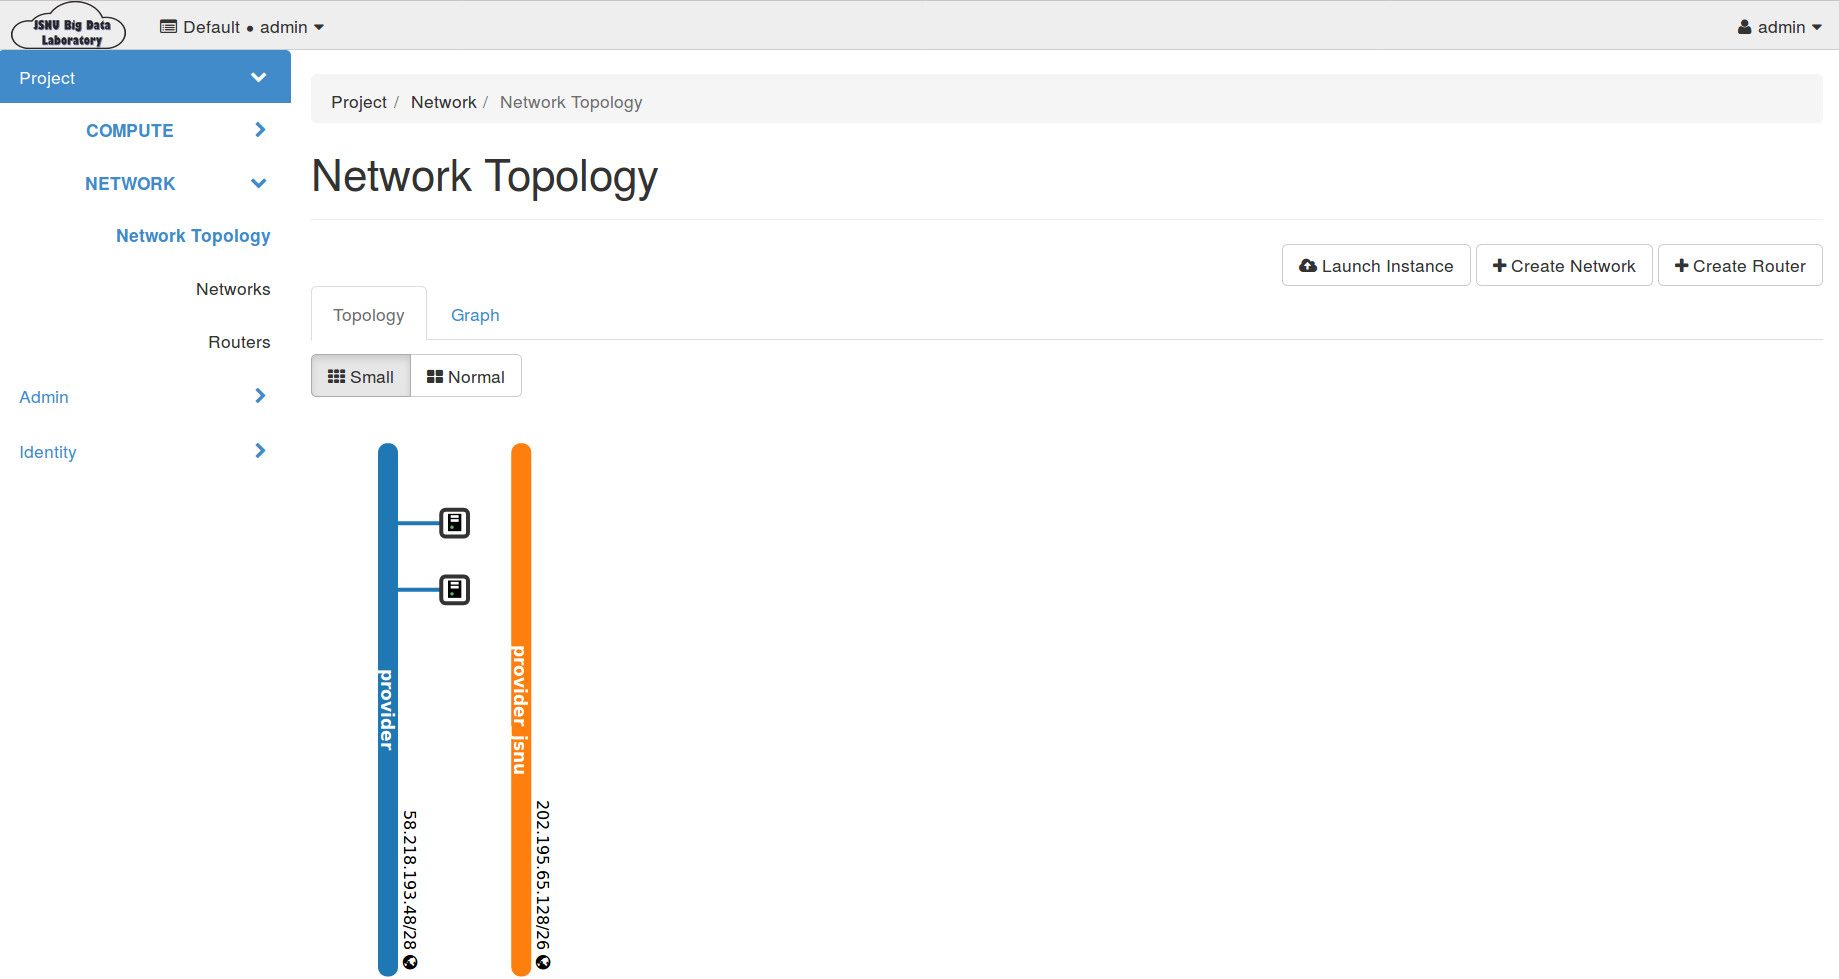 JSNU Big Data
Laboratory
Default ● admin
admin
Project
COMPUTE
NETWORK
Network Topology
Networks
Routers
Admin
Identity
Project / Network / Network Topology
Network Topology
Launch Instance
Create Network
Create Router
Topology
Graph
Small
Normal
provider
58.218.193.48/28
provider_jsnu
202.195.65.128/26